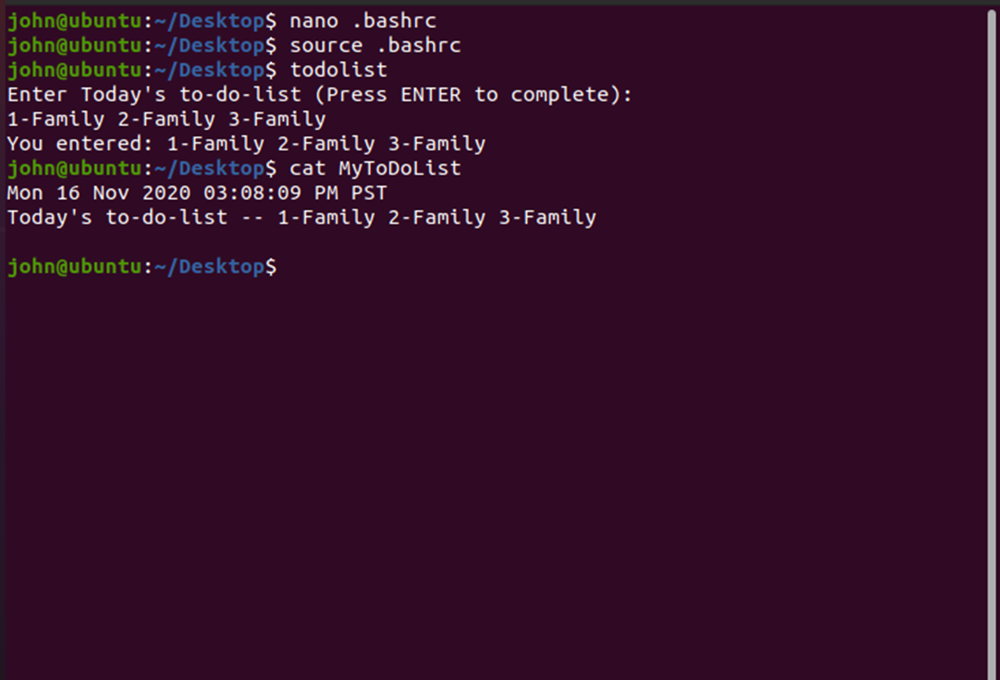 john@ubuntu:~/Desktop$ nano .bashrc
john@ubuntu:~/Desktop$ source .bashrc
john@ubuntu:~/Desktop$ todolist
Enter Today's to-do-list (Press ENTER to complete):
1-Family 2-Family 3-Family
You entered: 1-Family 2-Family 3-Family
john@ubuntu:~/Desktop$ cat MyToDoList
Mon 16 Nov 2020 03:08:09 PM PST
Today's to-do-list -- 1-Family 2-Family 3-Family
john@ubuntu:~/Desktop$